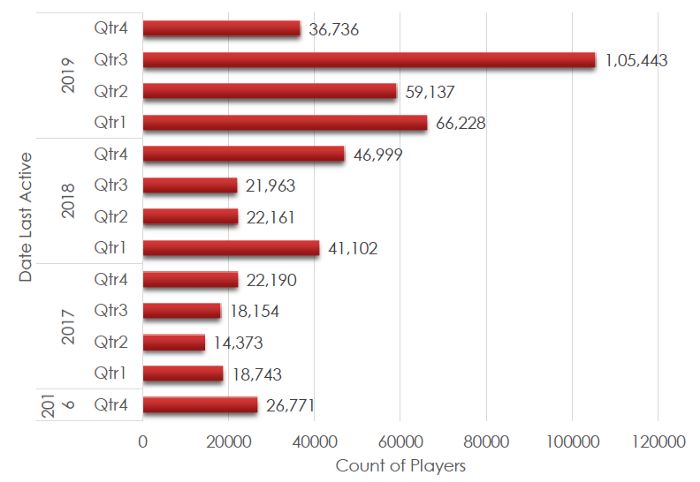 Qtr4 36,736
Qtr3 1,05,443
2019
Qtr2 59,137
Qtr1 66,228
Qtr4 46,999
Qtr3 21,963
2018
Qtr2 22,161
Qtr1 41,102
Qtr4 22,190
Qtr3 18,154
2017
Qtr2 14,373
Qtr1 18,743
201
6
Qtr4 26,771
Date Last Active
0 20000 40000 60000 80000 100000 120000
Count of Players